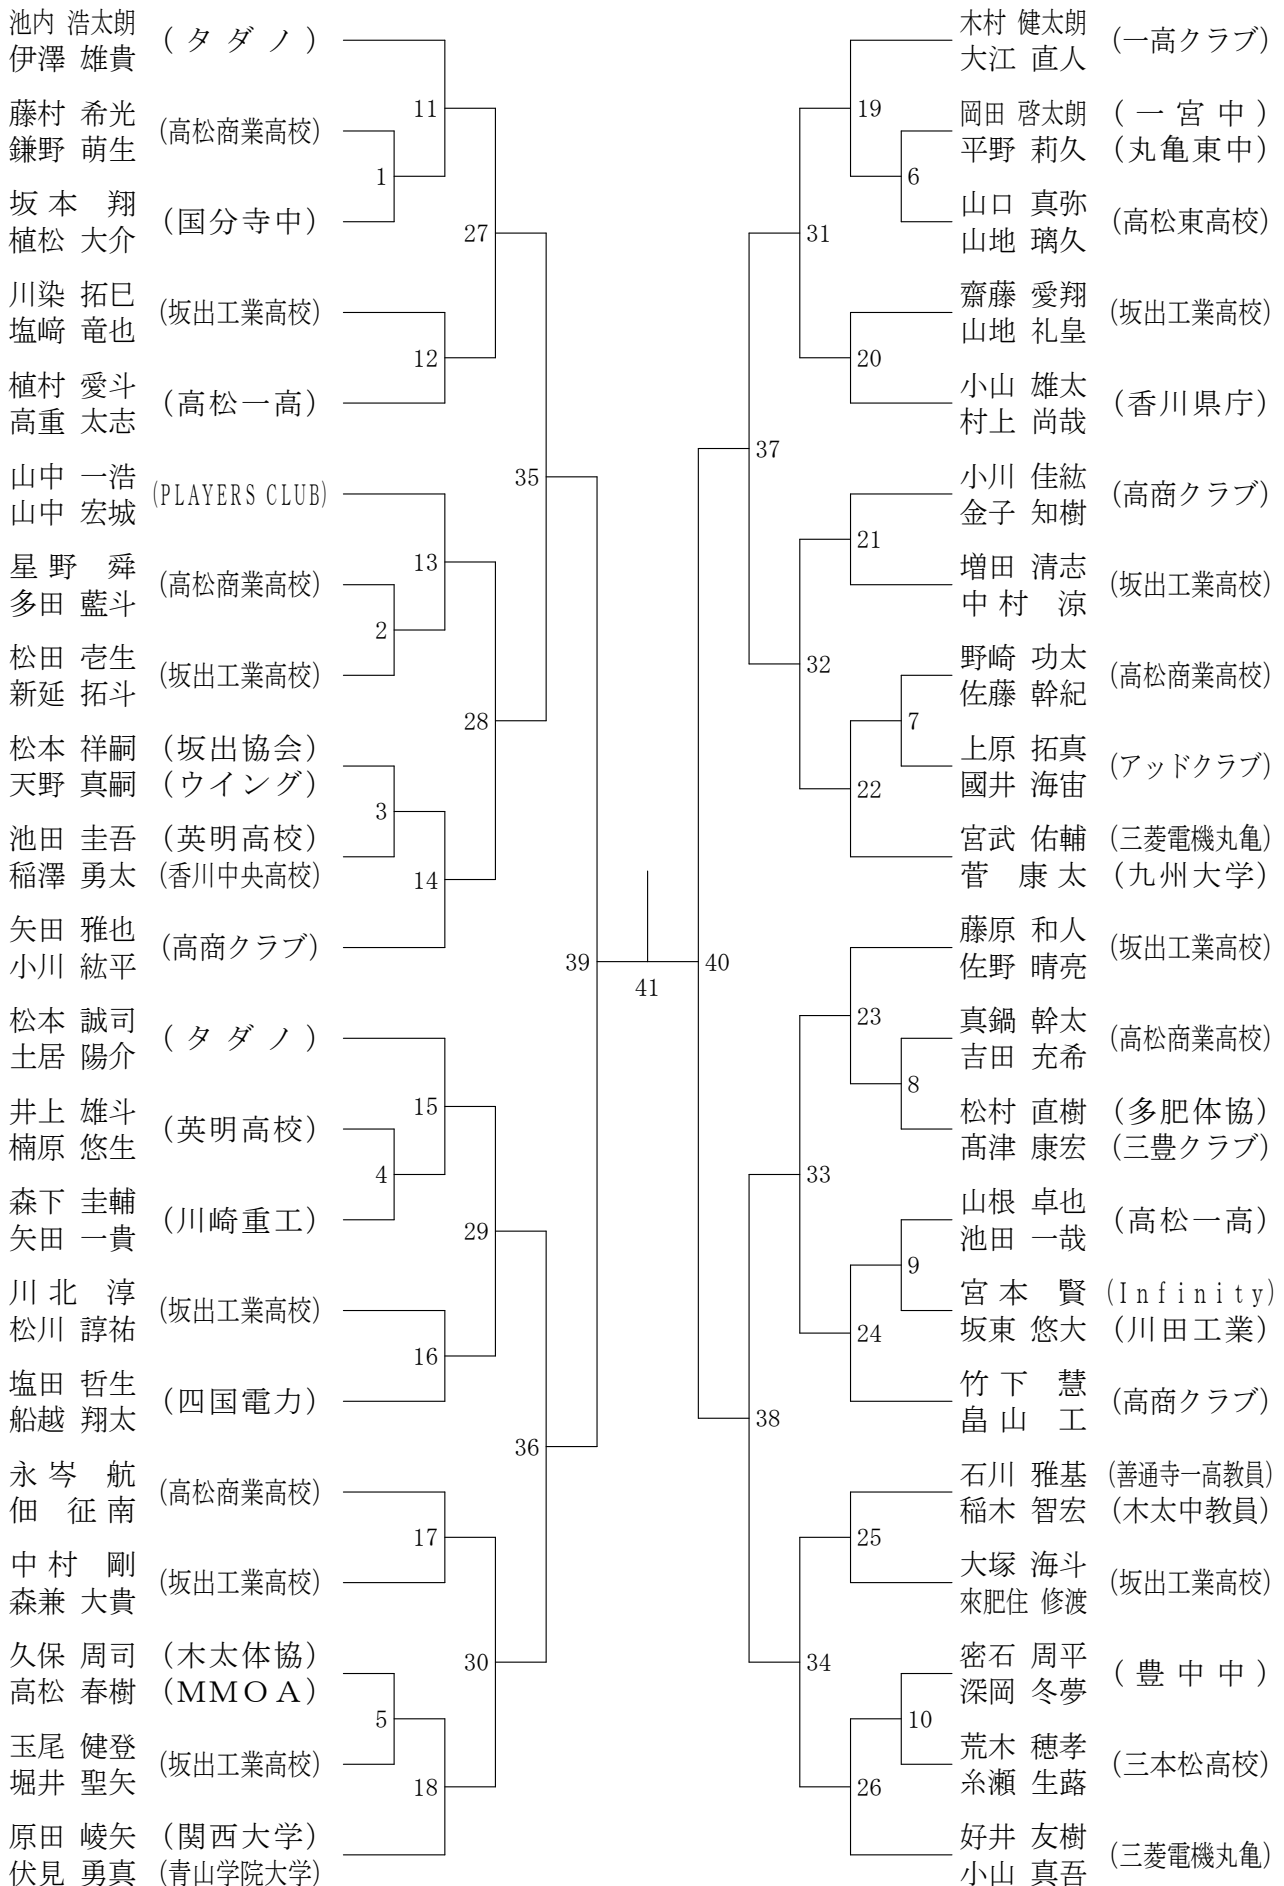 池内 浩太朗 (タダノ)
伊澤 雄貴
11
藤村 希光 (高松商業高校)
鎌野 萌生
1
坂本 翔 (国分寺中)
植松 大介
27
川染 拓巳 (坂出工業高校)
塩﨑 竜也
12
植村 愛斗 (高松一高)
高重 太志
35
山中 一浩 (PLAYERS CLUB)
山中 宏城
13
星野 舜 (高松商業高校)
多田 藍斗
2
松田 壱生 (坂出工業高校)
新延 拓斗
28
松本 祥嗣 (坂出協会)
天野 真嗣 (ウイング)
3
池田 圭吾 (英明高校)
稲澤 勇太 (香川中央高校)
14
矢田 雅也 (高商クラブ)
小川 紘平
39
松本 誠司 (タダノ)
土居 陽介
15
井上 雄斗 (英明高校)
楠原 悠生
4
森下 圭輔 (川崎重工)
矢田 一貴
29
川北 淳 (坂出工業高校)
松川 諄祐
16
塩田 哲生 (四国電力)
船越 翔太
36
永岑 航 (高松商業高校)
佃 征南
17
中村 剛 (坂出工業高校)
森兼 大貴
30
久保 周司 (木太体協)
高松 春樹 (MMOA)
5
玉尾 健登 (坂出工業高校)
堀井 聖矢
18
原田 崚矢 (関西大学)
伏見 勇真 (青山学院大学)
41
木村 健太朗 (一高クラブ)
大江 直人
19
岡田 啓太朗 (一宮中)
平野 莉久 (丸亀東中)
6
山口 真弥 (高松東高校)
山地 璃久
31
齋藤 愛翔 (坂出工業高校)
山地 礼皇
20
小山 雄太 (香川県庁)
村上 尚哉
37
小川 佳紘 (高商クラブ)
金子 知樹
21
増田 清志 (坂出工業高校)
中村 涼
32
野崎 功太 (高松商業高校)
佐藤 幹紀
7
上原 拓真 (アッドクラブ)
國井 海宙
22
宮武 佑輔 (三菱電機丸亀)
菅 康太 (九州大学)
40
藤原 和人 (坂出工業高校)
佐野 晴亮
23
真鍋 幹太 (高松商業高校)
吉田 充希
8
松村 直樹 (多肥体協)
髙津 康宏 (三豊クラブ)
33
山根 卓也 (高松一高)
池田 一哉
9
宮本 賢 (Infinity)
坂東 悠大 (川田工業)
24
竹下 慧 (高商クラブ)
畠山 工
38
石川 雅基 (善通寺一高教員)
稲木 智宏 (木太中教員)
25
大塚 海斗 (坂出工業高校)
來肥住 修渡
34
密石 周平 (豊中中)
深岡 冬夢
10
荒木 穂孝 (三本松高校)
糸瀬 生蕗
26
好井 友樹 (三菱電機丸亀)
小山 真吾